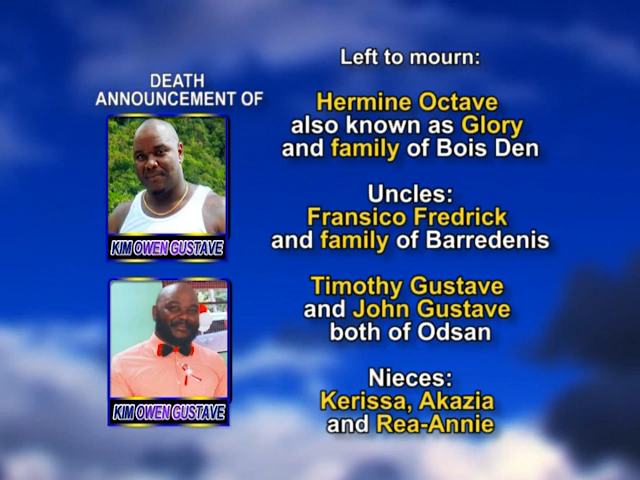 DEATH
ANNOUNCEMENT OF
KIM OWEN GUSTAVE
KIM OWEN GUSTAVE
Left to mourn:
Hermine Octave
also known as Glory
and family of Bois Den
Uncles:
Fransico Fredrick
and family of Barredenis
Timothy Gustave
and John Gustave
both of Odsan
Nieces:
Kerissa, Akazia
and Rea-Annie